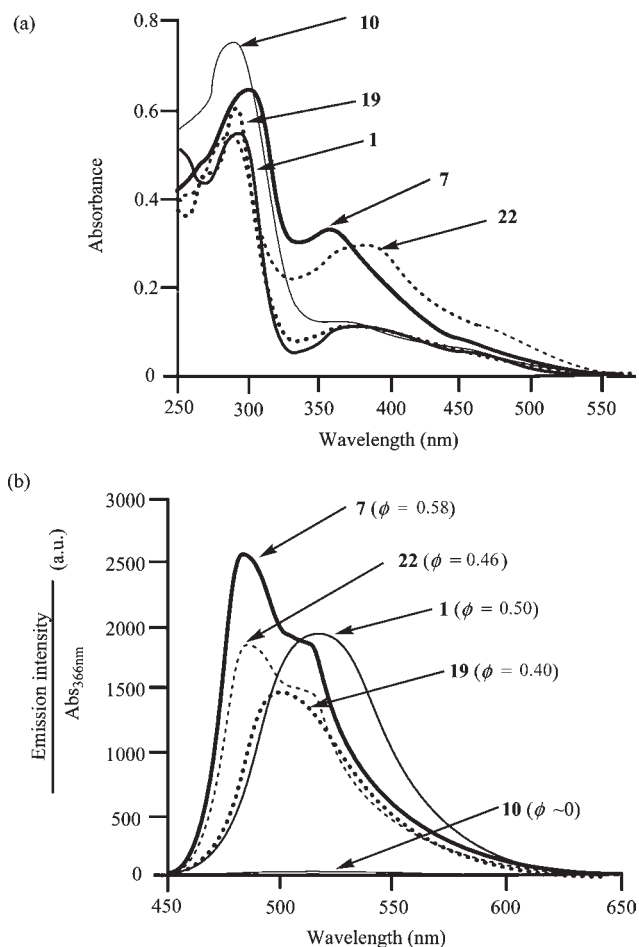 (a)
0.8
0.6
0.4
0.2
0
Absorbance
10
19
1
7
22
250 300 350 400 450 500 550
Wavelength (nm)
(b)
3000
2500
2000
1500
1000
500
0
Emission intensity
Abs366nm
(a.u.)
7 (ϕ = 0.58)
22 (ϕ = 0.46)
1 (ϕ = 0.50)
19 (ϕ = 0.40)
10 (ϕ ~0)
450 500 550 600 650
Wavelength (nm)